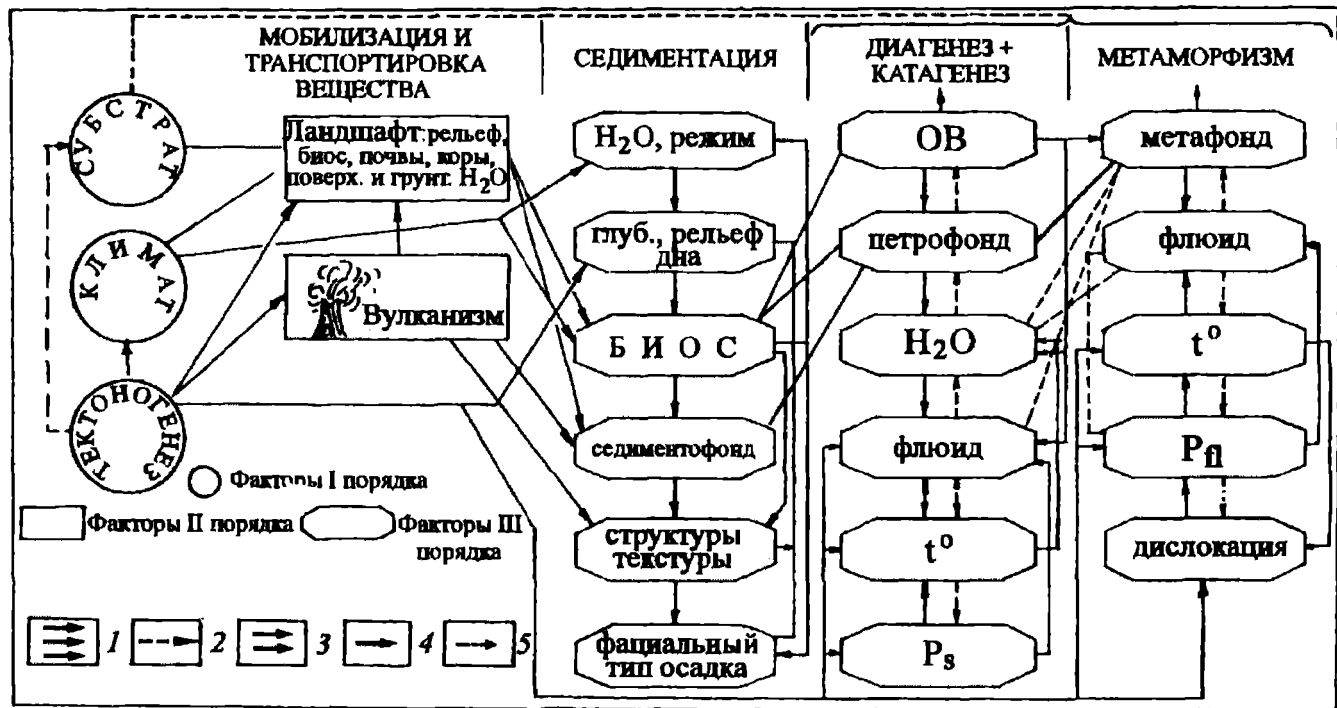 МОБИЛИЗАЦИЯ И
ТРАНСПОРТИРОВКА
ВЕЩЕСТВА
СУБСТРАТ
КЛИМАТ
ТЕКТОНОГЕНЕЗ
Ландшафт: рельеф,
биос, почвы, коры,
поверх. и грунт. H₂O
Вулканизм
Факторы I порядка
Факторы II порядка
Факторы III
порядка
1
2
3
4
5
СЕДИМЕНТАЦИЯ
H₂O, режим
глуб., рельеф
дна
БИОС
седиментофонд
структуры
текстуры
фациальный
тип осадка
ДИАГЕНЕЗ +
КАТАГЕНЕЗ
ОВ
петрофонд
H₂O
флюид
t°
Pₛ
МЕТАМОРФИЗМ
метафонд
флюид
t°
P_fl
дислокация